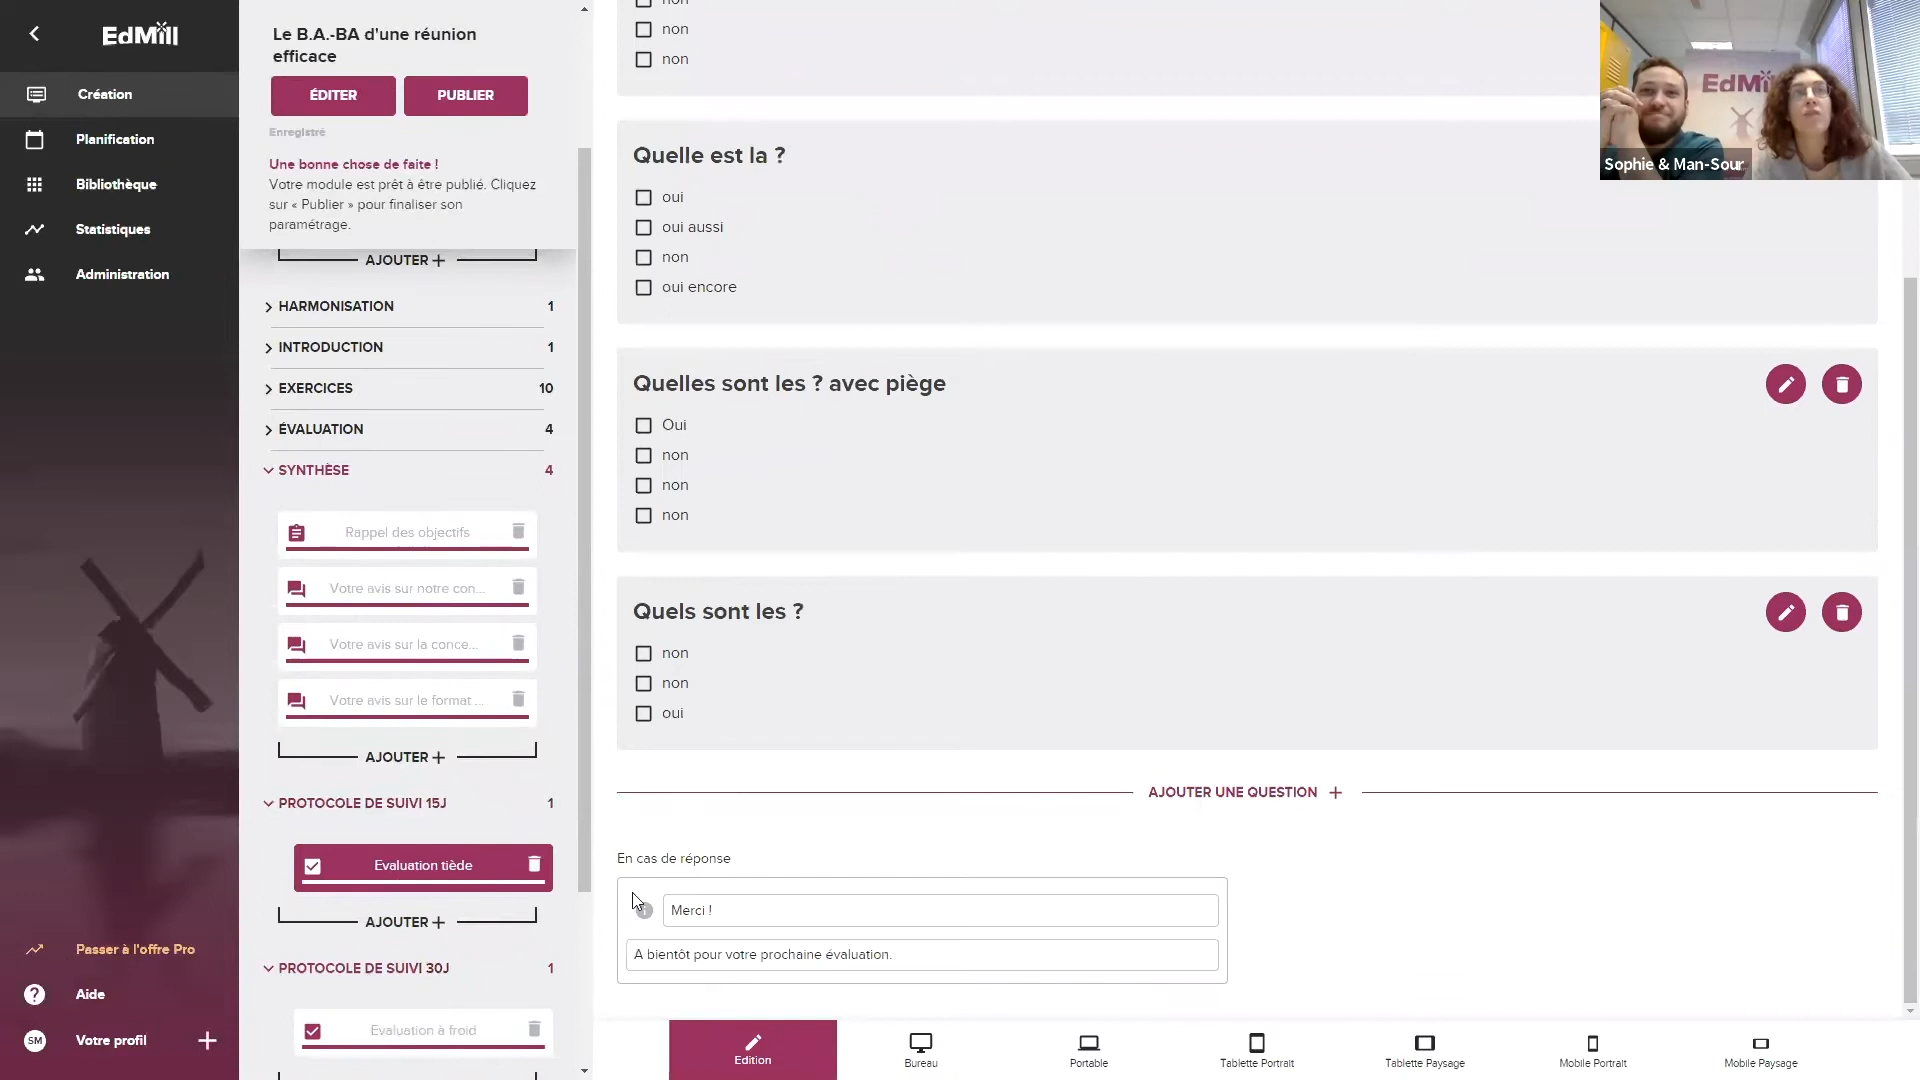 EdMill
Création
Planification
Bibliothèque
Statistiques
Administration
Passer à l'offre Pro
Aide
SM
Votre profil
Le B.A.-BA d'une réunion
efficace
ÉDITER
PUBLIER
Enregistré
Une bonne chose de faite !
Votre module est prêt à être publié. Cliquez
sur « Publier » pour finaliser son
paramétrage.
AJOUTER +
HARMONISATION 1
INTRODUCTION 1
EXERCICES 10
ÉVALUATION 4
SYNTHÈSE 4
Rappel des objectifs
Votre avis sur notre con...
Votre avis sur la conce...
Votre avis sur le format ...
AJOUTER +
PROTOCOLE DE SUIVI 15J 1
Evaluation tiède
AJOUTER +
PROTOCOLE DE SUIVI 30J 1
Evaluation à froid
non
non
non
Quelle est la ?
oui
oui aussi
non
oui encore
Quelles sont les ? avec piège
Oui
non
non
non
Quels sont les ?
non
non
oui
AJOUTER UNE QUESTION +
En cas de réponse
Merci !
A bientôt pour votre prochaine évaluation.
Edition
Bureau
Portable
Tablette Portrait
Tablette Paysage
Mobile Portrait
Mobile Paysage
Sophie & Man-Sour